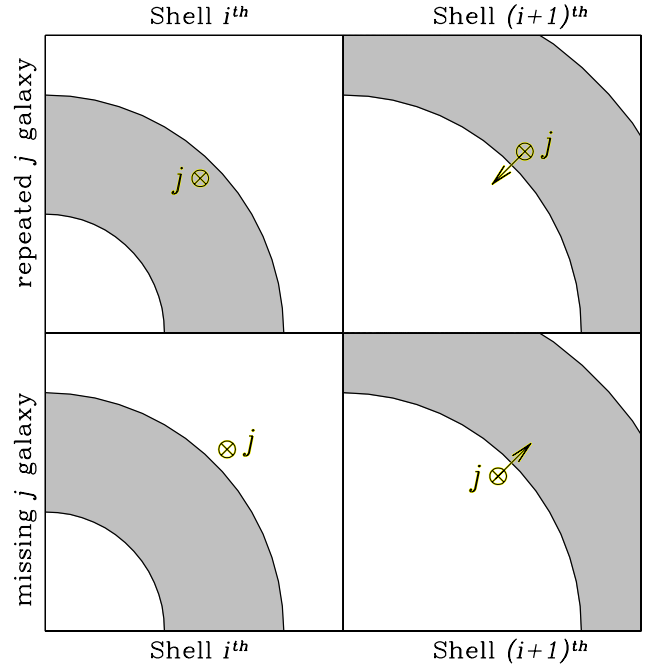 Shell i^th
Shell (i+1)^th
repeated j galaxy
j
j
missing j galaxy
j
j
Shell i^th
Shell (i+1)^th